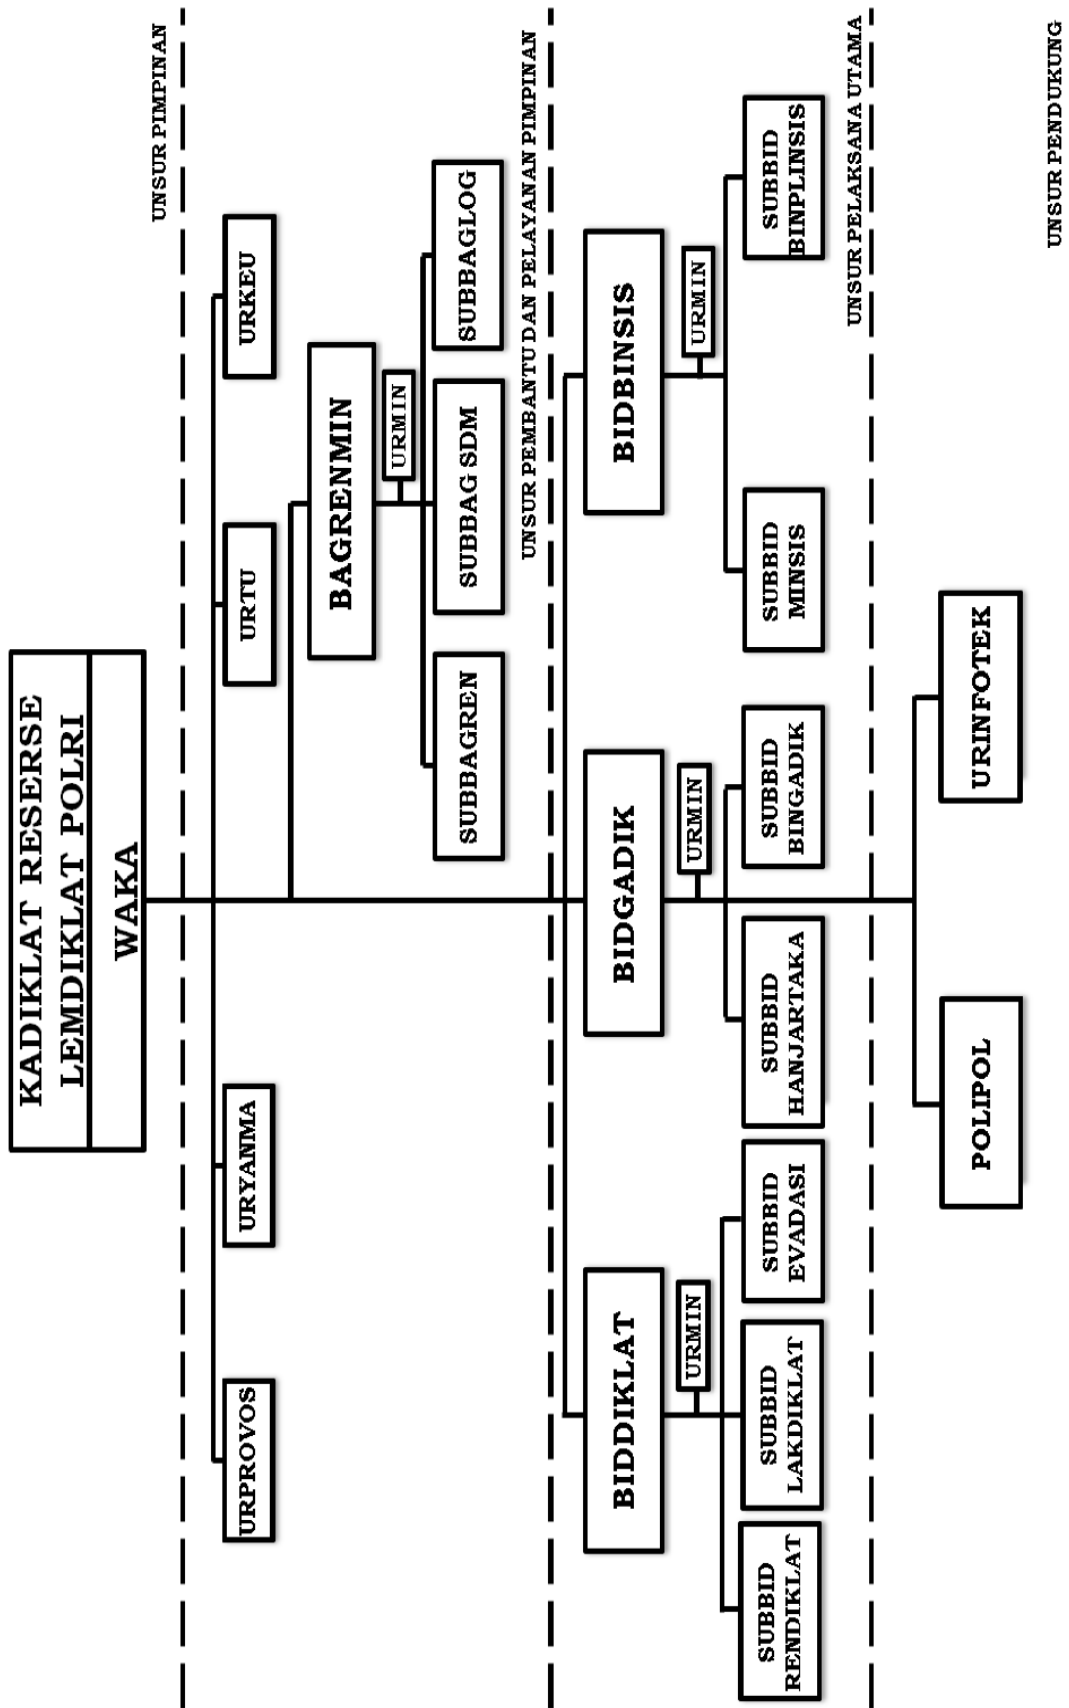 KADIKLAT RESERSE
LEMDIKLAT POLRI
WAKA
UNSUR PIMPINAN
URPROVOS
URYANMA
URTU
URKEU
BAGRENMIN
URMIN
SUBBAGREN
SUBBAG SDM
SUBBAGLOG
UNSUR PEMBANTU DAN PELAYANAN PIMPINAN
BIDDIKLAT
BIDGADIK
BIDBINSIS
URMIN
URMIN
URMIN
SUBBID
RENDIKLAT
SUBBID
LAKDIKLAT
SUBBID
EVADASI
SUBBID
HANJARTAKA
SUBBID
BINGADIK
SUBBID
MINSIS
SUBBID
BINPLINSIS
UNSUR PELAKSANA UTAMA
POLIPOL
URINFOTEK
UNSUR PENDUKUNG